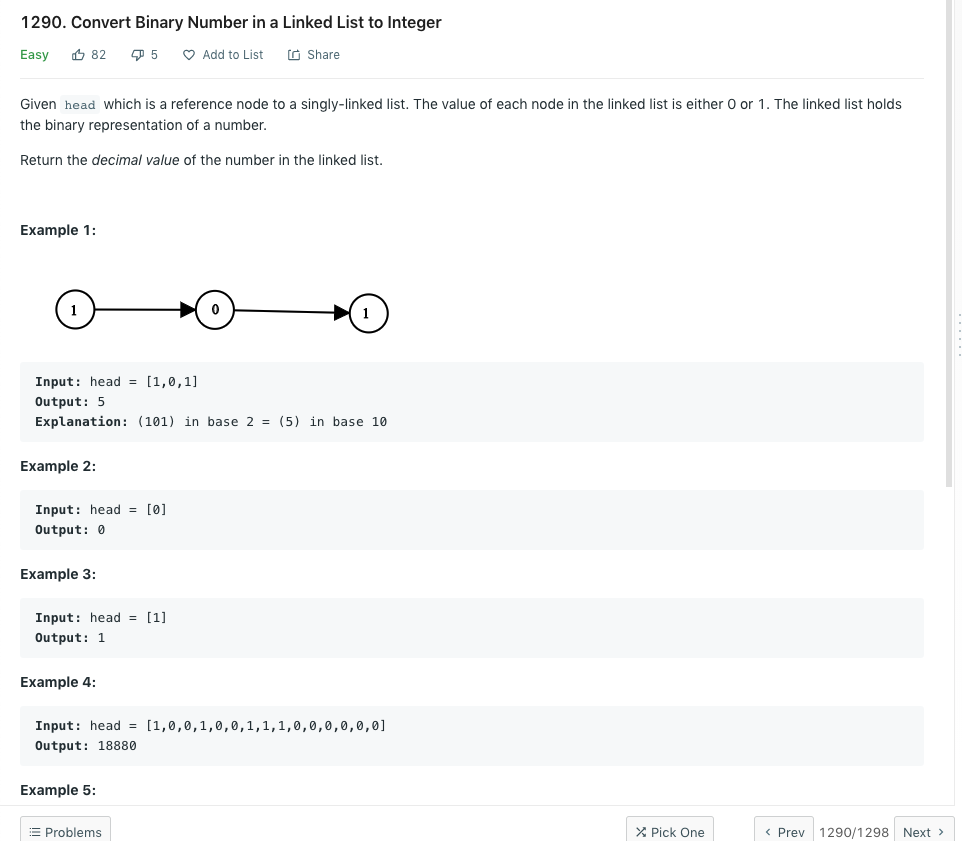 1290. Convert Binary Number in a Linked List to Integer
Easy 82 5 Add to List Share
Given head which is a reference node to a singly-linked list. The value of each node in the linked list is either 0 or 1. The linked list holds
the binary representation of a number.
Return the decimal value of the number in the linked list.
Example 1:
1 0 1
Input: head = [1,0,1]
Output: 5
Explanation: (101) in base 2 = (5) in base 10
Example 2:
Input: head = [0]
Output: 0
Example 3:
Input: head = [1]
Output: 1
Example 4:
Input: head = [1,0,0,1,0,0,1,1,1,0,0,0,0,0,0]
Output: 18880
Example 5:
Problems Pick One Prev 1290/1298 Next